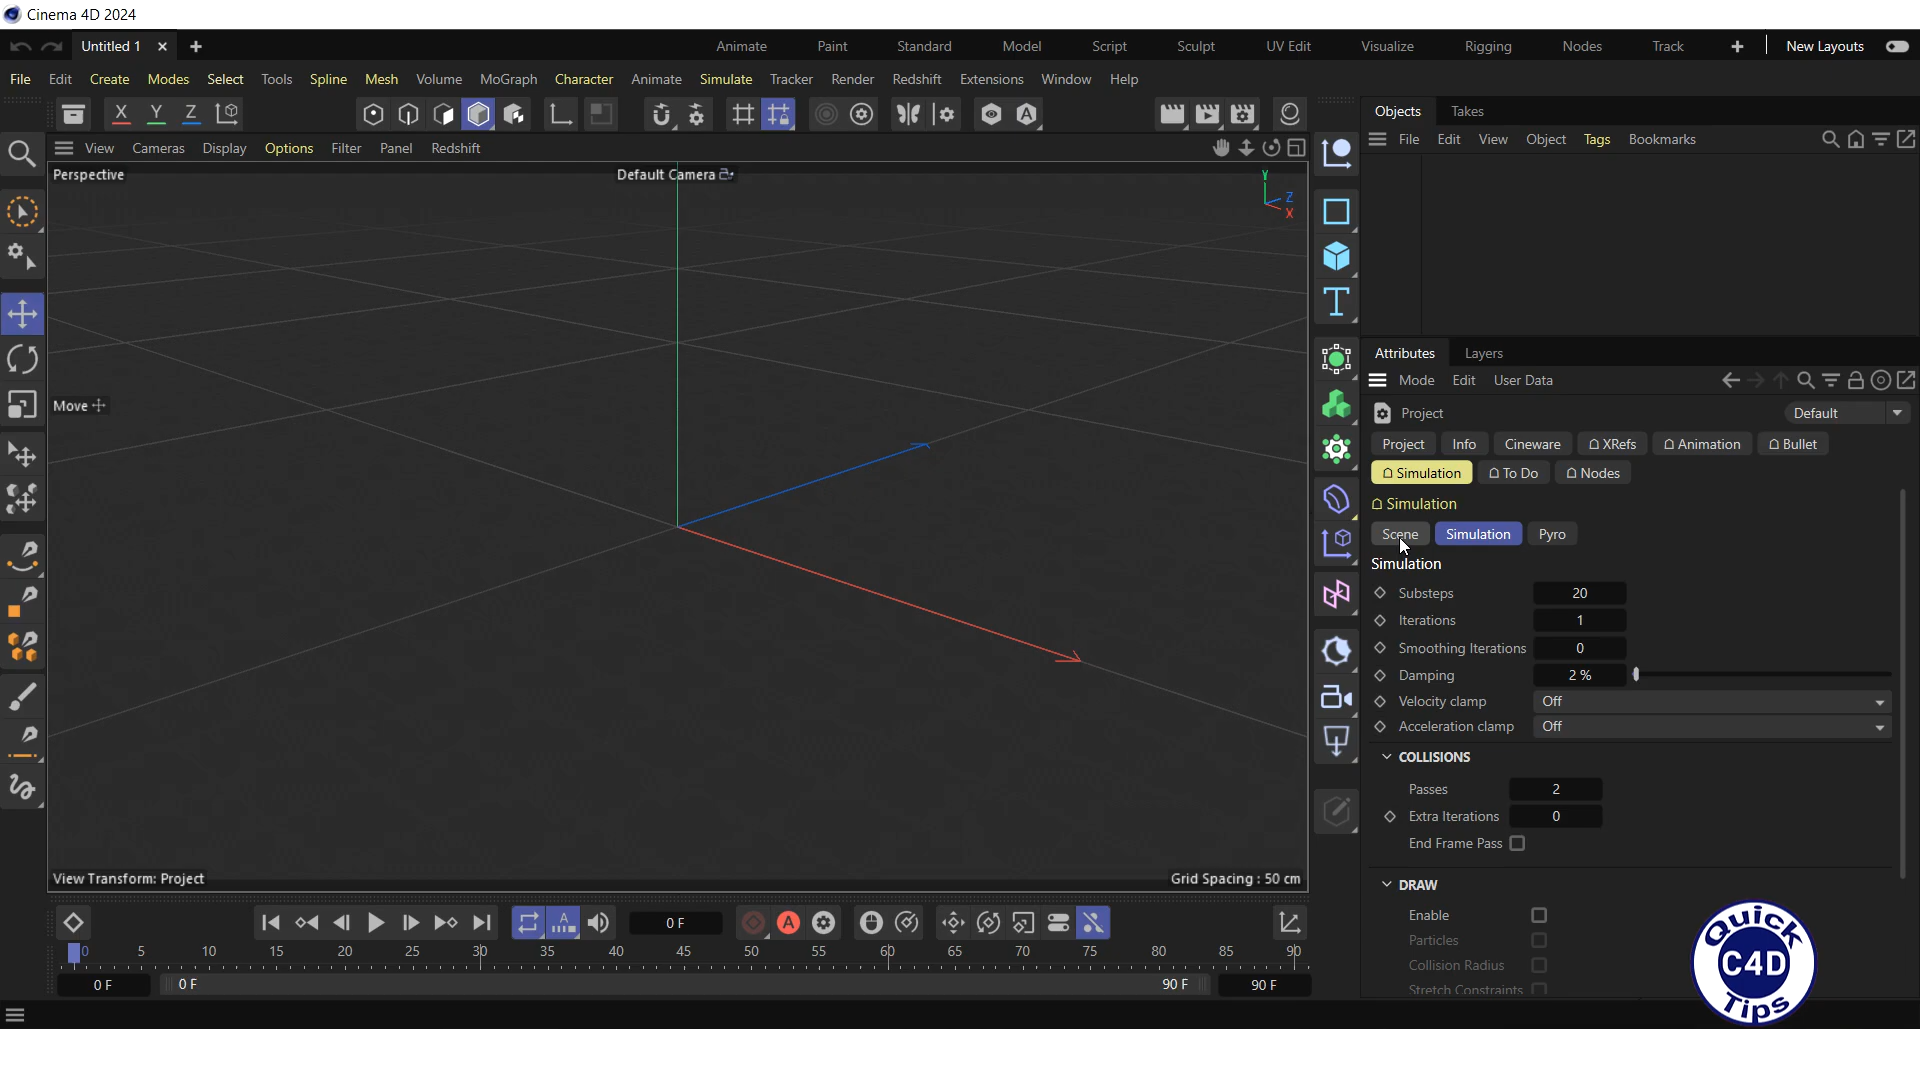 Cinema 4D 2024
Untitled 1 × +
Animate Paint Standard Model Script Sculpt UV Edit Visualize Rigging Nodes Track + New Layouts
File Edit Create Modes Select Tools Spline Mesh Volume MoGraph Character Animate Simulate Tracker Render Redshift Extensions Window Help
X Y Z
Objects Takes
File Edit View Object Tags Bookmarks
View Cameras Display Options Filter Panel Redshift
Perspective
Default Camera
Y
Z
X
Move
View Transform: Project
Grid Spacing : 50 cm
Attributes Layers
Mode Edit User Data
Project
Default
Project Info Cineware XRefs Animation Bullet
Simulation To Do Nodes
Simulation
Scene Simulation Pyro
Simulation
Substeps 20
Iterations 1
Smoothing Iterations 0
Damping 2 %
Velocity clamp Off
Acceleration clamp Off
COLLISIONS
Passes 2
Extra Iterations 0
End Frame Pass
DRAW
Enable
Particles
Collision Radius
Stretch Constraints
A
A
0 F
0 5 10 15 20 25 30 35 40 45 50 55 60 65 70 75 80 85 90
0 F 0 F 90 F 90 F
Quick
C4D
Tips